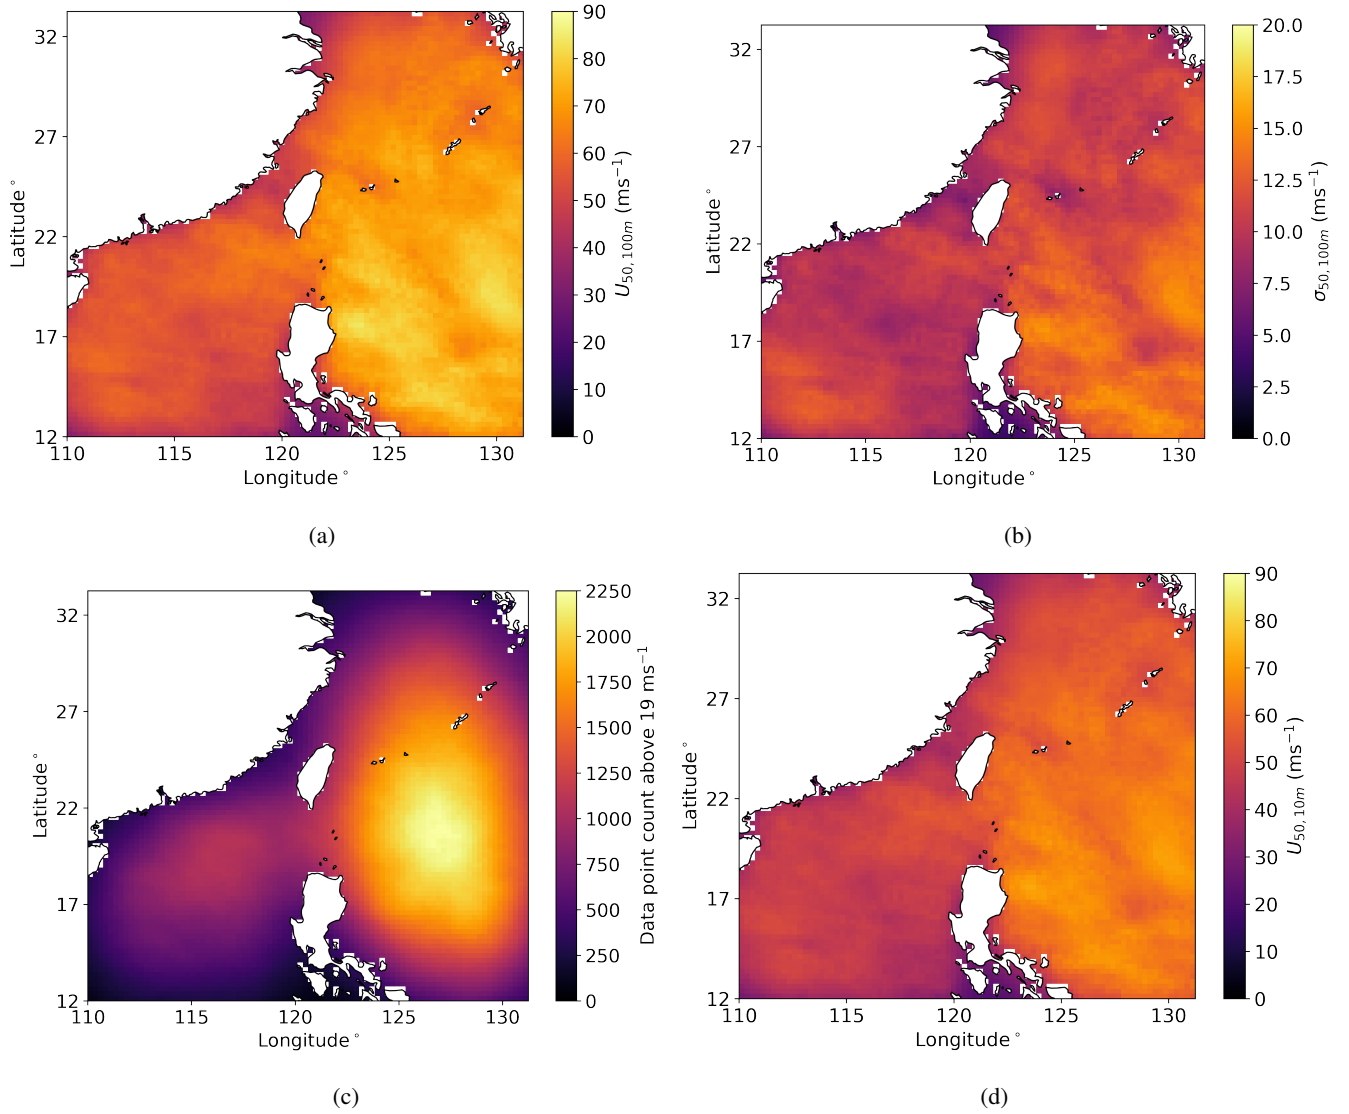 90
80
70
60
50
40
30
20
10
0
U50, 100m (ms−1)
32
27
22
17
12
Latitude°
110 115 120 125 130
Longitude°
(a)
20.0
17.5
15.0
12.5
10.0
7.5
5.0
2.5
0.0
σ50, 100m (ms−1)
32
27
22
17
12
Latitude°
110 115 120 125 130
Longitude°
(b)
2250
2000
1750
1500
1250
1000
750
500
250
0
Data point count above 19 ms−1
32
27
22
17
12
Latitude°
110 115 120 125 130
Longitude°
(c)
90
80
70
60
50
40
30
20
10
0
U50, 10m (ms−1)
32
27
22
17
12
Latitude°
110 115 120 125 130
Longitude°
(d)